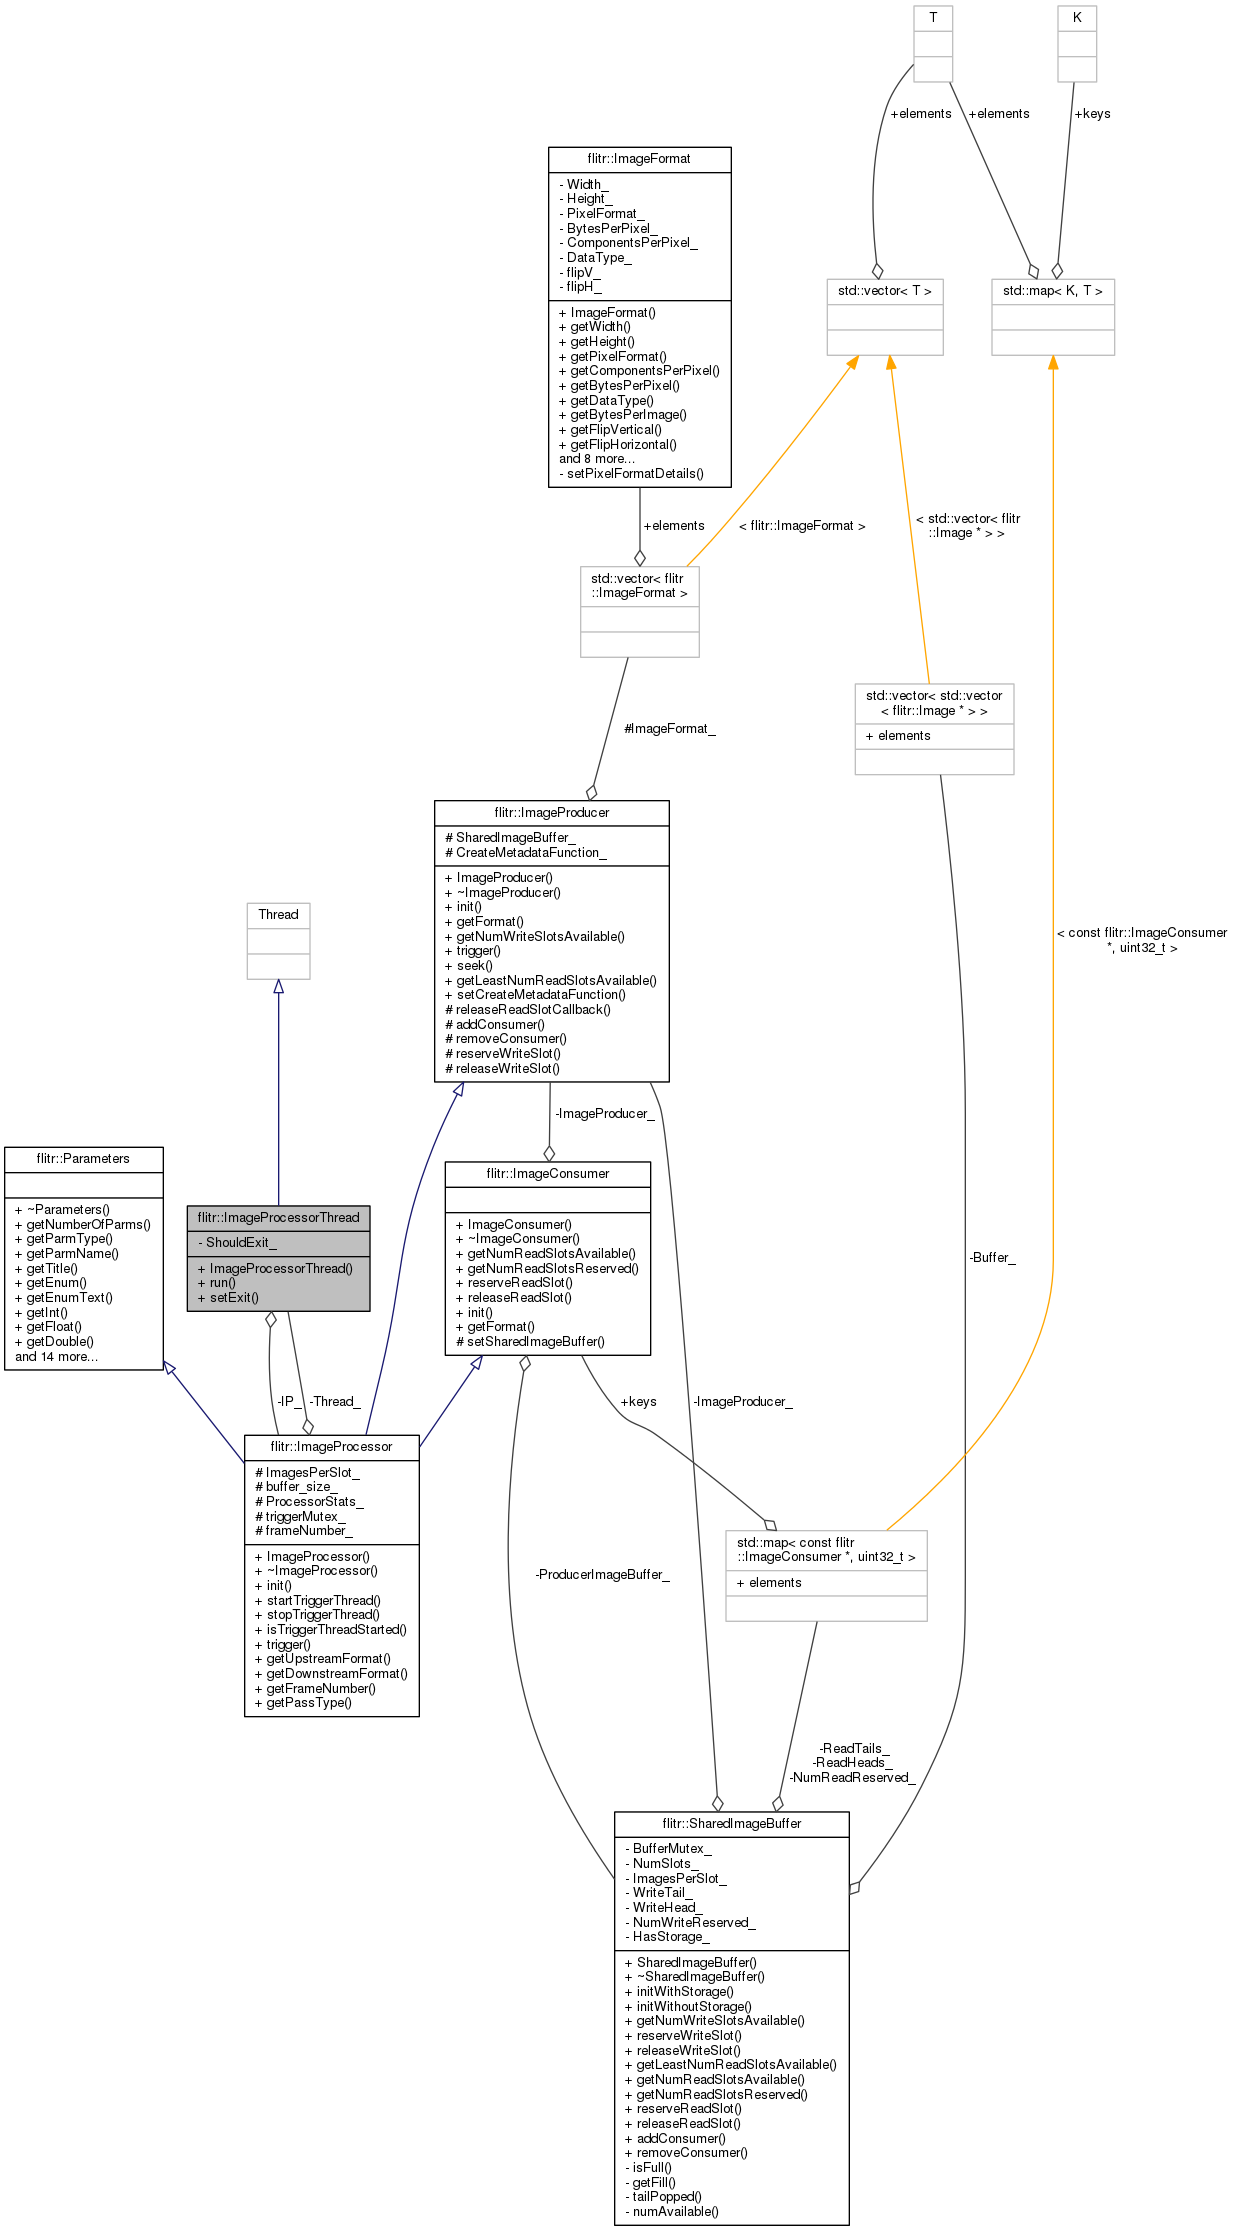 T
K
+elements
+elements
+keys
flitr::ImageFormat
- Width_
- Height_
- PixelFormat_
- BytesPerPixel_
- ComponentsPerPixel_
- DataType_
- flipV_
- flipH_
+ ImageFormat()
+ getWidth()
+ getHeight()
+ getPixelFormat()
+ getComponentsPerPixel()
+ getBytesPerPixel()
+ getDataType()
+ getBytesPerImage()
+ getFlipVertical()
+ getFlipHorizontal()
and 8 more...
- setPixelFormatDetails()
std::vector< T >
std::map< K, T >
+elements
< flitr::ImageFormat >
< std::vector< flitr
::Image * > >
std::vector< flitr
::ImageFormat >
std::vector< std::vector
< flitr::Image * > >
+ elements
#ImageFormat_
flitr::ImageProducer
# SharedImageBuffer_
# CreateMetadataFunction_
+ ImageProducer()
+ ~ImageProducer()
+ init()
+ getFormat()
+ getNumWriteSlotsAvailable()
+ trigger()
+ seek()
+ getLeastNumReadSlotsAvailable()
+ setCreateMetadataFunction()
# releaseReadSlotCallback()
# addConsumer()
# removeConsumer()
# reserveWriteSlot()
# releaseWriteSlot()
Thread
< const flitr::ImageConsumer
*, uint32_t >
-ImageProducer_
flitr::Parameters
+ ~Parameters()
+ getNumberOfParms()
+ getParmType()
+ getParmName()
+ getTitle()
+ getEnum()
+ getEnumText()
+ getInt()
+ getFloat()
+ getDouble()
and 14 more...
flitr::ImageProcessorThread
- ShouldExit_
+ ImageProcessorThread()
+ run()
+ setExit()
flitr::ImageConsumer
+ ImageConsumer()
+ ~ImageConsumer()
+ getNumReadSlotsAvailable()
+ getNumReadSlotsReserved()
+ reserveReadSlot()
+ releaseReadSlot()
+ init()
+ getFormat()
# setSharedImageBuffer()
-Buffer_
-IP_
-Thread_
+keys
-ImageProducer_
flitr::ImageProcessor
# ImagesPerSlot_
# buffer_size_
# ProcessorStats_
# triggerMutex_
# frameNumber_
+ ImageProcessor()
+ ~ImageProcessor()
+ init()
+ startTriggerThread()
+ stopTriggerThread()
+ isTriggerThreadStarted()
+ trigger()
+ getUpstreamFormat()
+ getDownstreamFormat()
+ getFrameNumber()
+ getPassType()
-ProducerImageBuffer_
std::map< const flitr
::ImageConsumer *, uint32_t >
+ elements
-ReadTails_
-ReadHeads_
-NumReadReserved_
flitr::SharedImageBuffer
- BufferMutex_
- NumSlots_
- ImagesPerSlot_
- WriteTail_
- WriteHead_
- NumWriteReserved_
- HasStorage_
+ SharedImageBuffer()
+ ~SharedImageBuffer()
+ initWithStorage()
+ initWithoutStorage()
+ getNumWriteSlotsAvailable()
+ reserveWriteSlot()
+ releaseWriteSlot()
+ getLeastNumReadSlotsAvailable()
+ getNumReadSlotsAvailable()
+ getNumReadSlotsReserved()
+ reserveReadSlot()
+ releaseReadSlot()
+ addConsumer()
+ removeConsumer()
- isFull()
- getFill()
- tailPopped()
- numAvailable()